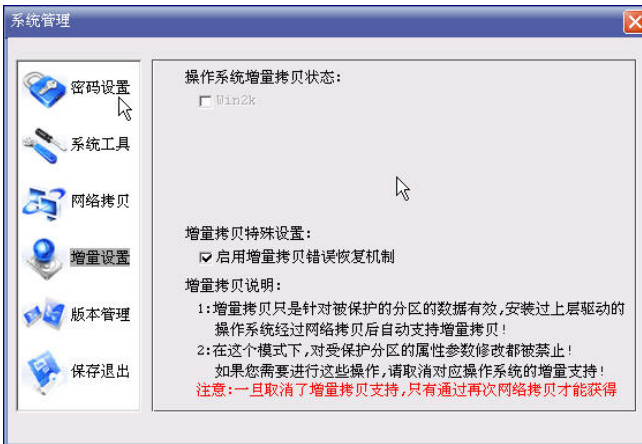 系统管理
密码设置
系统工具
网络拷贝
增量设置
版本管理
保存退出
操作系统增量拷贝状态:
Win2k
增量拷贝特殊设置:
启用增量拷贝错误恢复机制
增量拷贝说明:
1:增量拷贝只是针对被保护的分区的数据有效,安装过上层驱动的
操作系统经过网络拷贝后自动支持增量拷贝!
2:在这个模式下,对受保护分区的属性参数修改都被禁止!
如果您需要进行这些操作,请取消对应操作系统的增量支持!
注意:一旦取消了增量拷贝支持,只有通过再次网络拷贝才能获得